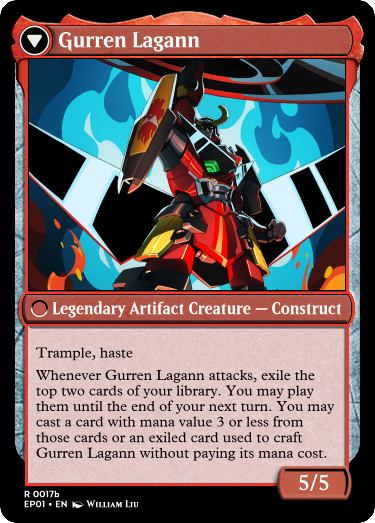 Gurren Lagann
Legendary Artifact Creature — Construct
Trample, haste
Whenever Gurren Lagann attacks, exile the
top two cards of your library. You may play
them until the end of your next turn. You may
cast a card with mana value 3 or less from
those cards or an exiled card used to craft
Gurren Lagann without paying its mana cost.
5/5
R 0017b
EP01 • EN William Liu